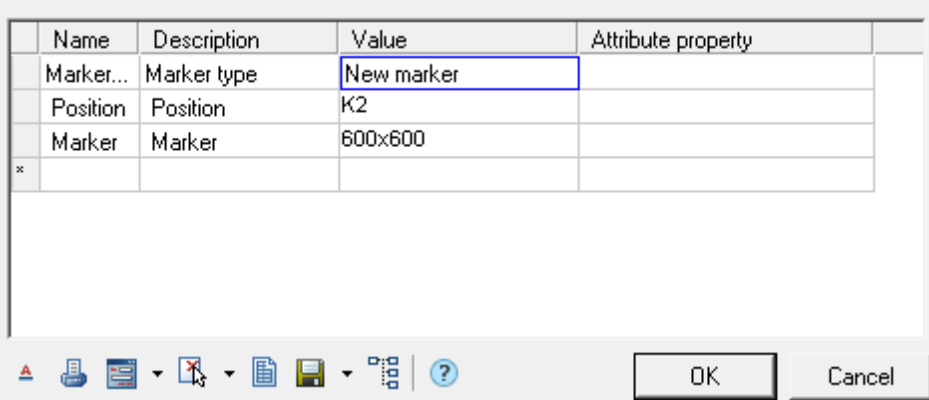 Name Description Value Attribute property
Marker... Marker type New marker
Position Position K2
Marker Marker 600x600
*
OK Cancel